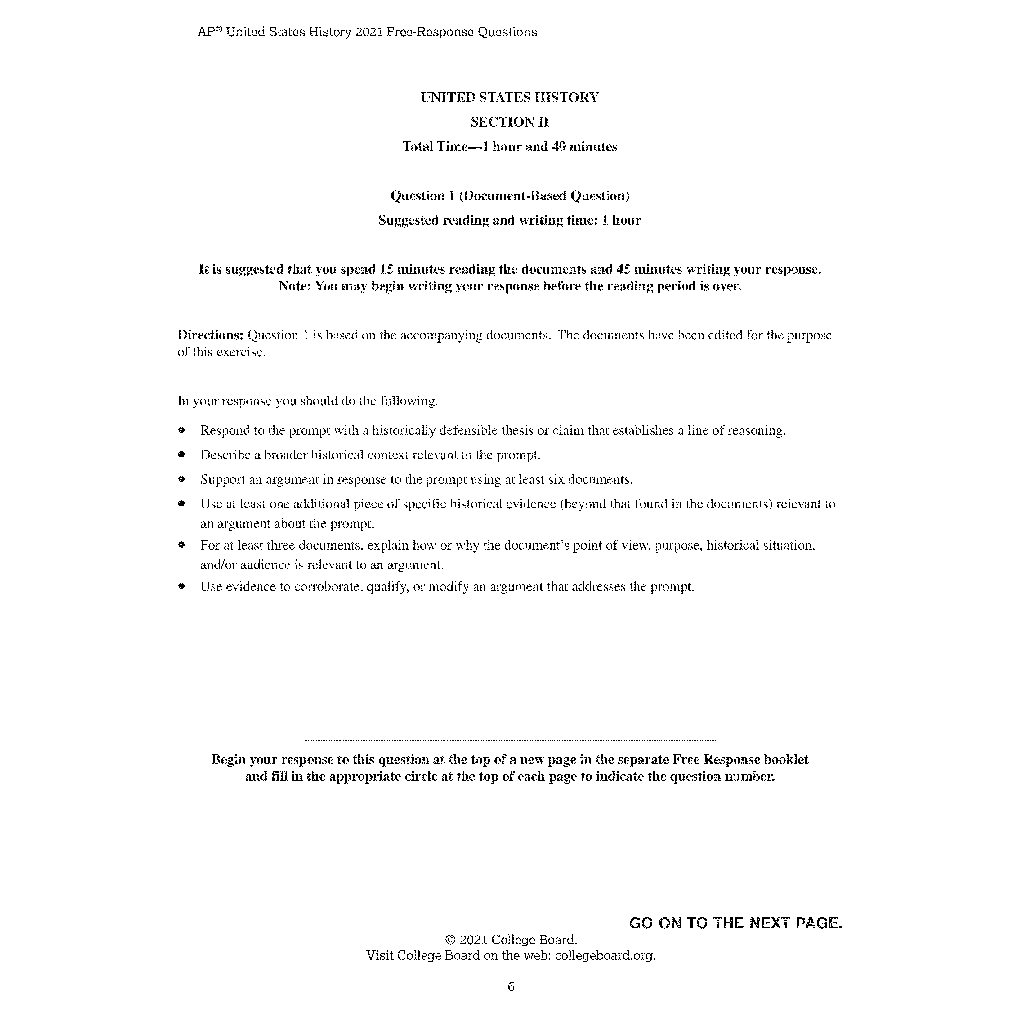 AP® United States History 2021 Free-Response Questions
UNITED STATES HISTORY
SECTION II
Total Time—1 hour and 40 minutes
Question 1 (Document-Based Question)
Suggested reading and writing time: 1 hour
It is suggested that you spend 15 minutes reading the documents and 45 minutes writing your response.
Note: You may begin writing your response before the reading period is over.
Directions: Question 1 is based on the accompanying documents. The documents have been edited for the purpose
of this exercise.
In your response you should do the following.
• Respond to the prompt with a historically defensible thesis or claim that establishes a line of reasoning.
• Describe a broader historical context relevant to the prompt.
• Support an argument in response to the prompt using at least six documents.
• Use at least one additional piece of specific historical evidence (beyond that found in the documents) relevant to
an argument about the prompt.
• For at least three documents, explain how or why the document's point of view, purpose, historical situation,
and/or audience is relevant to an argument.
• Use evidence to corroborate, qualify, or modify an argument that addresses the prompt.
Begin your response to this question at the top of a new page in the separate Free Response booklet
and fill in the appropriate circle at the top of each page to indicate the question number.
GO ON TO THE NEXT PAGE.
© 2021 College Board.
Visit College Board on the web: collegeboard.org.
6